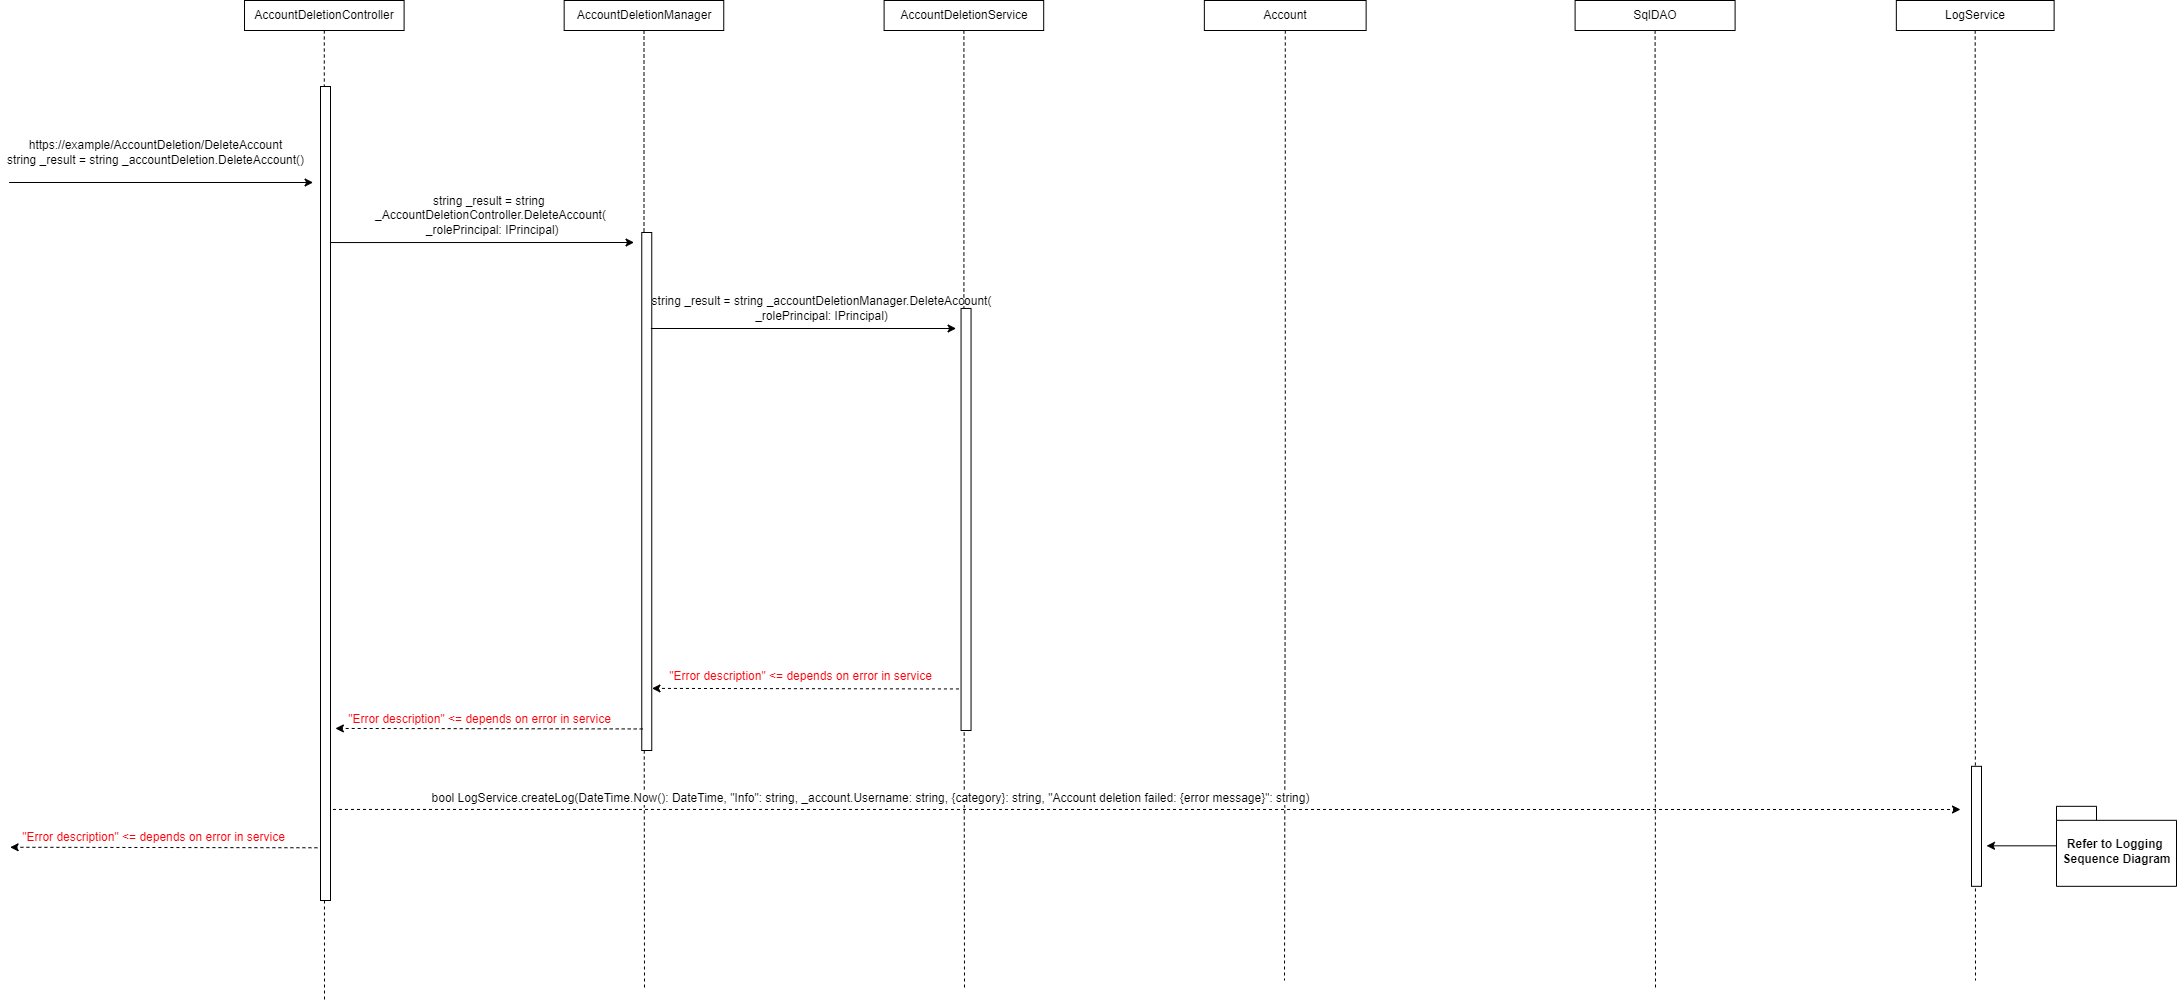 AccountDeletionController
AccountDeletionManager
AccountDeletionService
Account
SqlDAO
LogService
https://example/AccountDeletion/DeleteAccount
string _result = string _accountDeletion.DeleteAccount()
string _result = string
_AccountDeletionController.DeleteAccount(
_rolePrincipal: IPrincipal)
string _result = string _accountDeletionManager.DeleteAccount(
_rolePrincipal: IPrincipal)
"Error description" <= depends on error in service
"Error description" <= depends on error in service
bool LogService.createLog(DateTime.Now(): DateTime, "Info": string, _account.Username: string, {category}: string, "Account deletion failed: {error message}": string)
"Error description" <= depends on error in service
Refer to Logging
Sequence Diagram